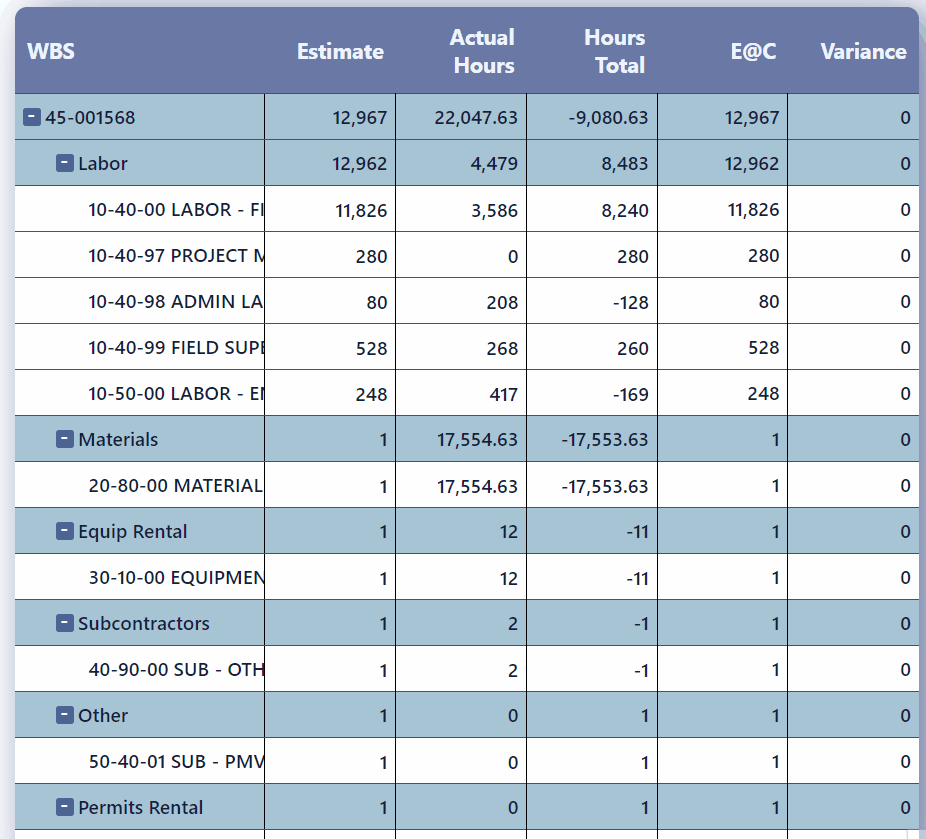 WBS Estimate Actual Hours Hours Total E@C Variance
45-001568 12,967 22,047.63 -9,080.63 12,967 0
Labor 12,962 4,479 8,483 12,962 0
10-40-00 LABOR - FI 11,826 3,586 8,240 11,826 0
10-40-97 PROJECT M 280 0 280 280 0
10-40-98 ADMIN LA 80 208 -128 80 0
10-40-99 FIELD SUPE 528 268 260 528 0
10-50-00 LABOR - EN 248 417 -169 248 0
Materials 1 17,554.63 -17,553.63 1 0
20-80-00 MATERIAL 1 17,554.63 -17,553.63 1 0
Equip Rental 1 12 -11 1 0
30-10-00 EQUIPMEN 1 12 -11 1 0
Subcontractors 1 2 -1 1 0
40-90-00 SUB - OTH 1 2 -1 1 0
Other 1 0 1 1 0
50-40-01 SUB - PMV 1 0 1 1 0
Permits Rental 1 0 1 1 0